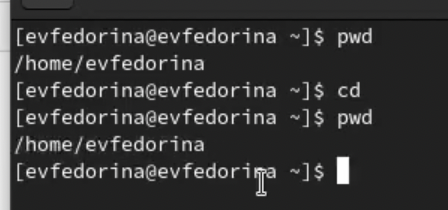 [evfedorina@evfedorina ~]$ pwd
/home/evfedorina
[evfedorina@evfedorina ~]$ cd
[evfedorina@evfedorina ~]$ pwd
/home/evfedorina
[evfedorina@evfedorina ~]$